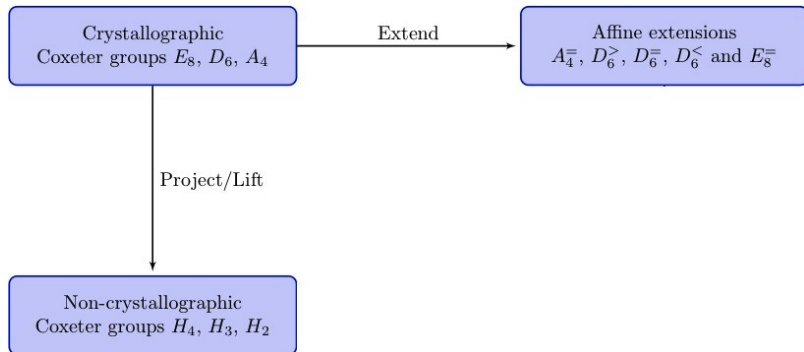 Crystallographic
Coxeter groups E₈, D₆, A₄
Extend
Affine extensions
A₄⁼, D₆^>, D₆⁼, D₆^< and E₈⁼
Project/Lift
Non-crystallographic
Coxeter groups H₄, H₃, H₂